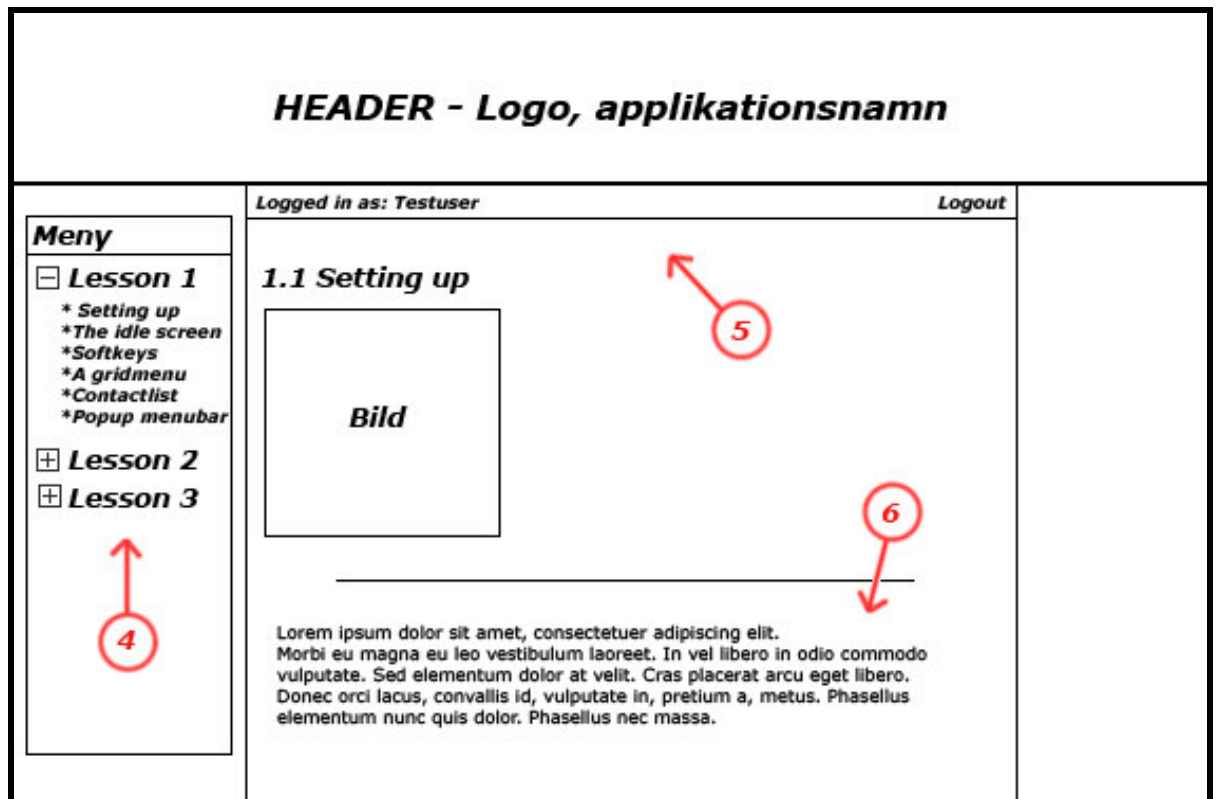 HEADER - Logo, applikationsnamn
Logged in as: Testuser
Logout
Meny
Lesson 1
* Setting up
*The idle screen
*Softkeys
*A gridmenu
*Contactlist
*Popup menubar
Lesson 2
Lesson 3
4
1.1 Setting up
5
Bild
6
Lorem ipsum dolor sit amet, consectetuer adipiscing elit.
Morbi eu magna eu leo vestibulum laoreet. In vel libero in odio commodo
vulputate. Sed elementum dolor at velit. Cras placerat arcu eget libero.
Donec orci lacus, convallis id, vulputate in, pretium a, metus. Phasellus
elementum nunc quis dolor. Phasellus nec massa.